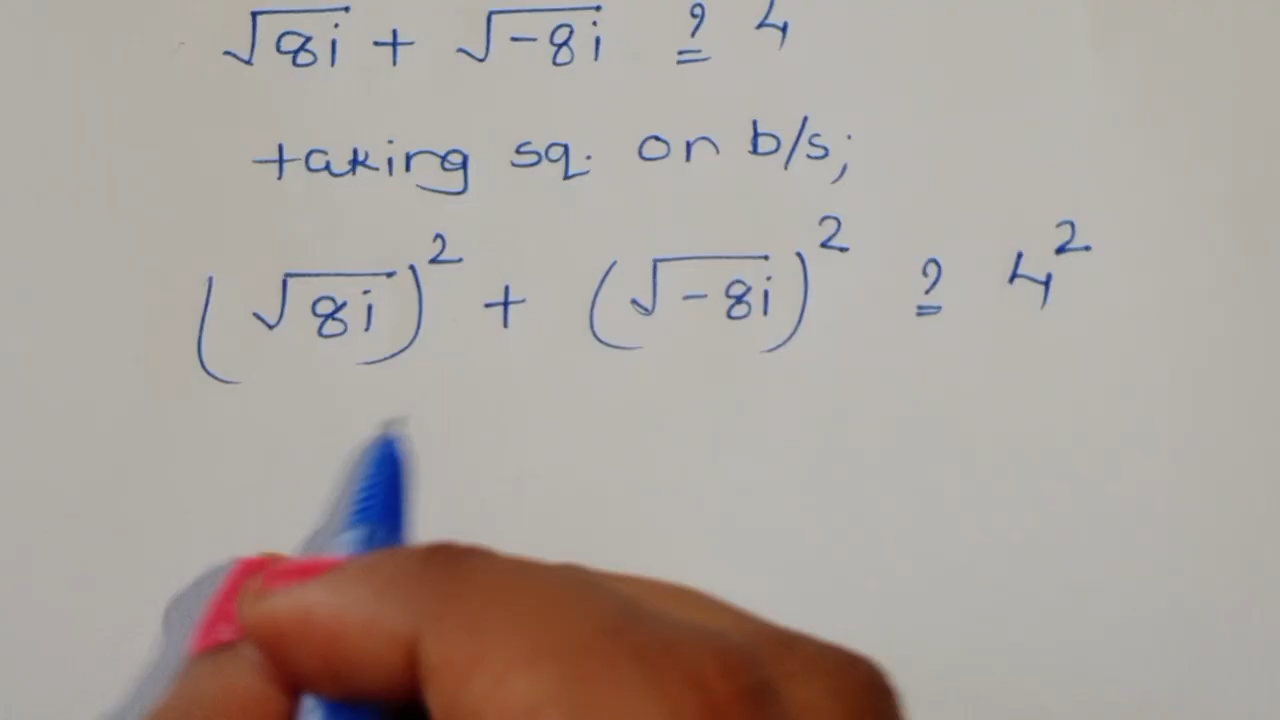 √8i + √-8i ≟ 4
taking sq. on b/s;
(√8i)² + (√-8i)² ≟ 4²